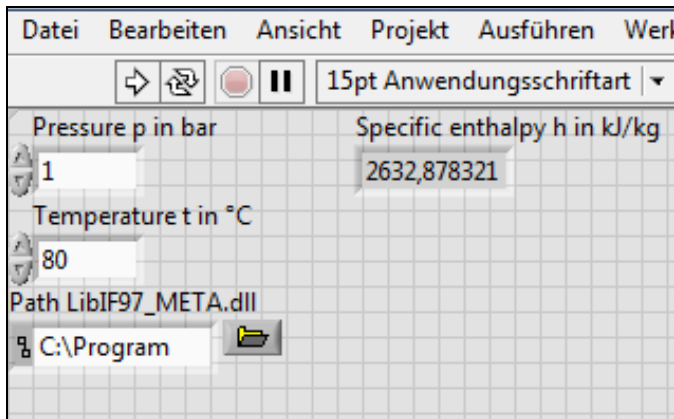 Datei Bearbeiten Ansicht Projekt Ausführen Werk
15pt Anwendungsschriftart
Pressure p in bar
Specific enthalpy h in kJ/kg
1
2632,878321
Temperature t in °C
80
Path LibIF97_META.dll
C:\Program